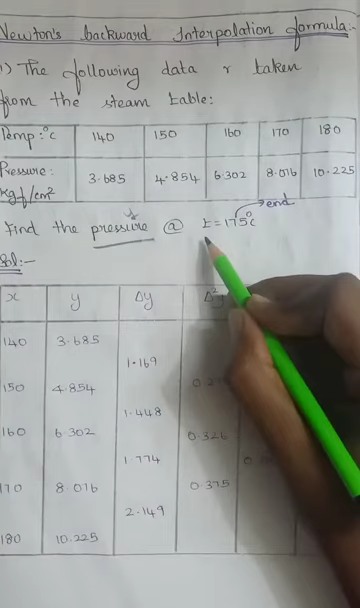 Newton's backward Interpolation formula:-
1) The following data r taken
from the steam table:
Temp:°c 140 150 160 170 180
Pressure:
kgf/cm² 3.685 4.854 6.302 8.076 10.225
→end
Find the pressure @ t=175°c
Sol:-
x y Δy Δ²y
140 3.685
1.169
150 4.854
1.448
160 6.302 0.326
1.774
170 8.076 0.375
2.149
180 10.225